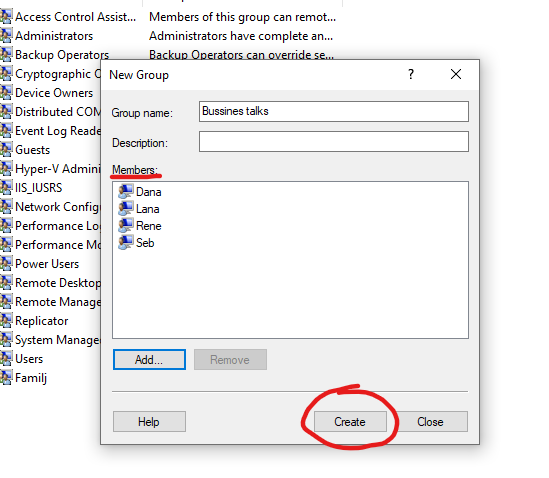 Access Control Assist... Members of this group can remot...
Administrators Administrators have complete an...
Backup Operators Backup Operators can override se...
Cryptographic
New Group ? ×
Device Owners
Group name: Bussines talks
Distributed COM
Event Log Reade
Description:
Guests
Hyper-V Admini
Members:
IIS_IUSRS
Dana
Network Configu
Lana
Performance Log
Rene
Performance Mo
Seb
Power Users
Remote Desktop
Remote Manage
Replicator
System Manage
Users
Add... Remove
Familj
Help Create Close